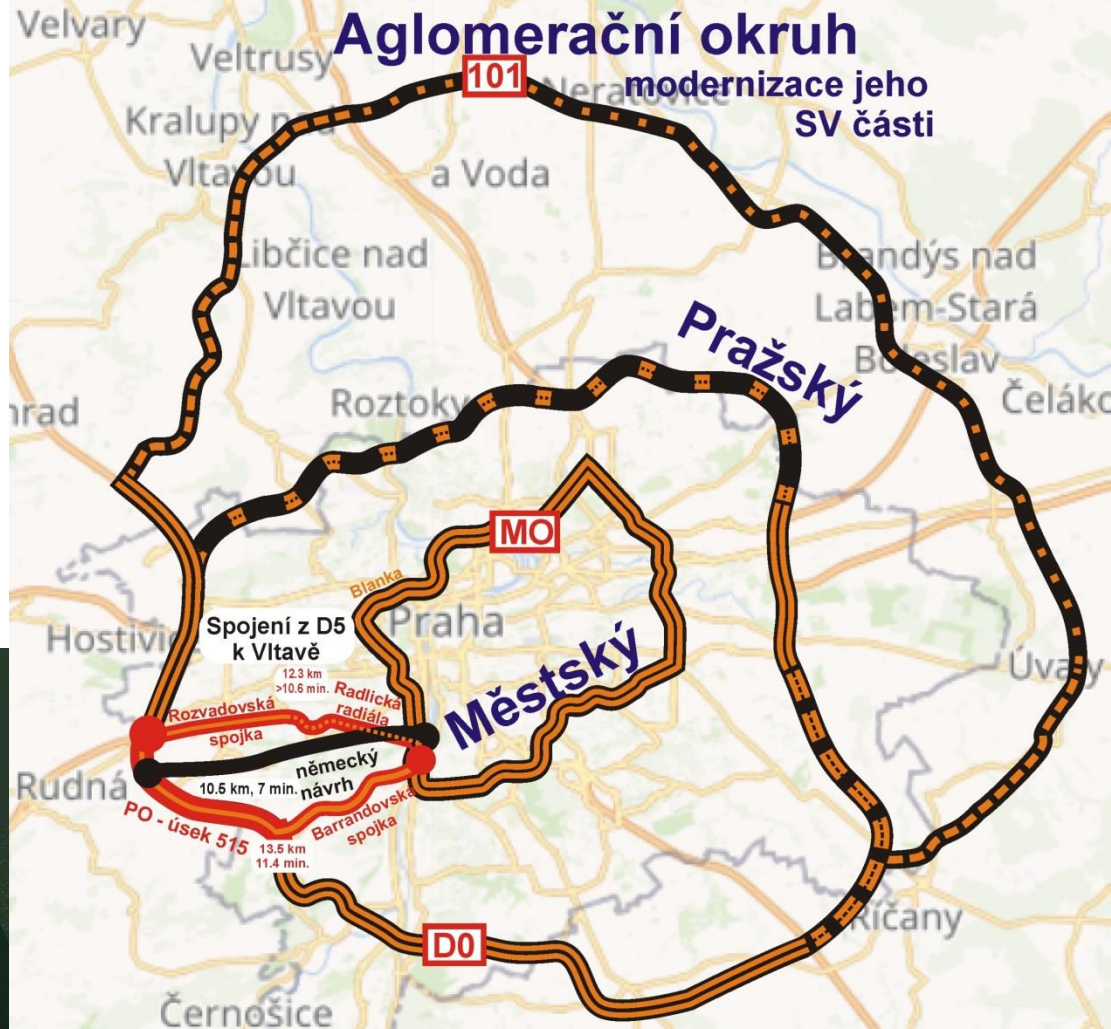 Velvary
Aglomerační okruh
Veltrusy
101
Neratovice
modernizace jeho
SV části
Kralupy nad
Vltavou
a Voda
Libčice nad
Vltavou
Brandýs nad
Labem-Stará
Boleslav
Pražský
Roztoky
Čeláko
nrad
MO
Blanka
Praha
Hostivic
Spojení z D5
k Vltavě
Úvaly
12.3 km
>10.6 min.
Radlická
radiála
Rozvadovská
spojka
Městský
Rudná
německý
návrh
10.5 km, 7 min.
PO - úsek 515
Barrandovská
spojka
13.5 km
11.4 min.
Říčany
D0
Černošice